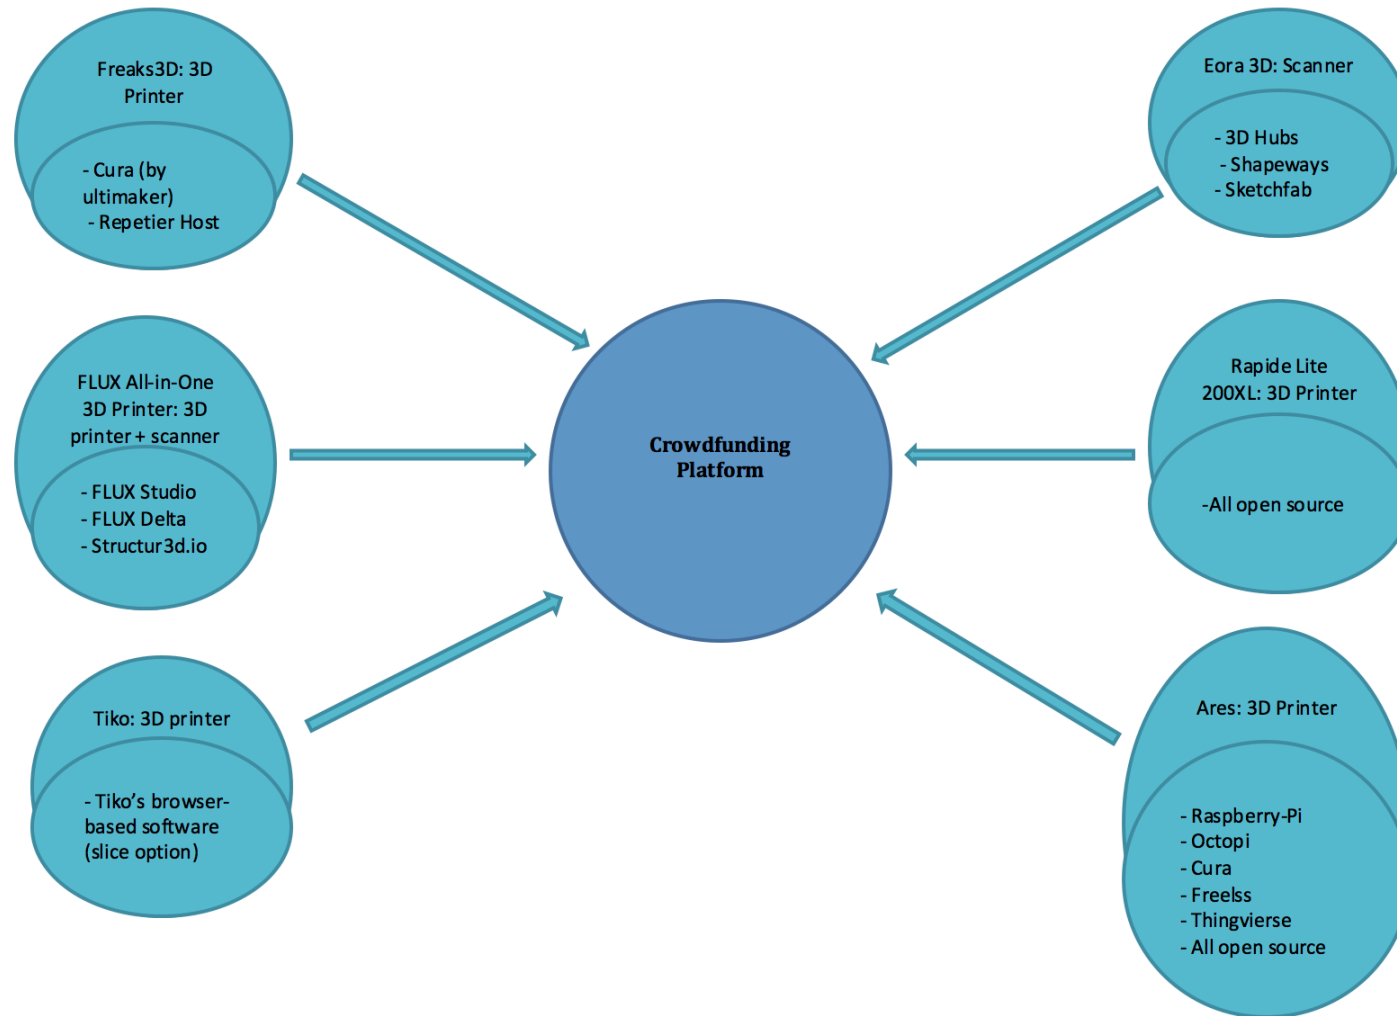 Freaks3D: 3D
Printer
- Cura (by
ultimaker)
- Repetier Host
FLUX All-in-One
3D Printer: 3D
printer + scanner
- FLUX Studio
- FLUX Delta
- Structur3d.io
Tiko: 3D printer
- Tiko’s browser-
based software
(slice option)
Crowdfunding
Platform
Eora 3D: Scanner
- 3D Hubs
- Shapeways
- Sketchfab
Rapide Lite
200XL: 3D Printer
-All open source
Ares: 3D Printer
- Raspberry-Pi
- Octopi
- Cura
- Freelss
- Thingvierse
- All open source